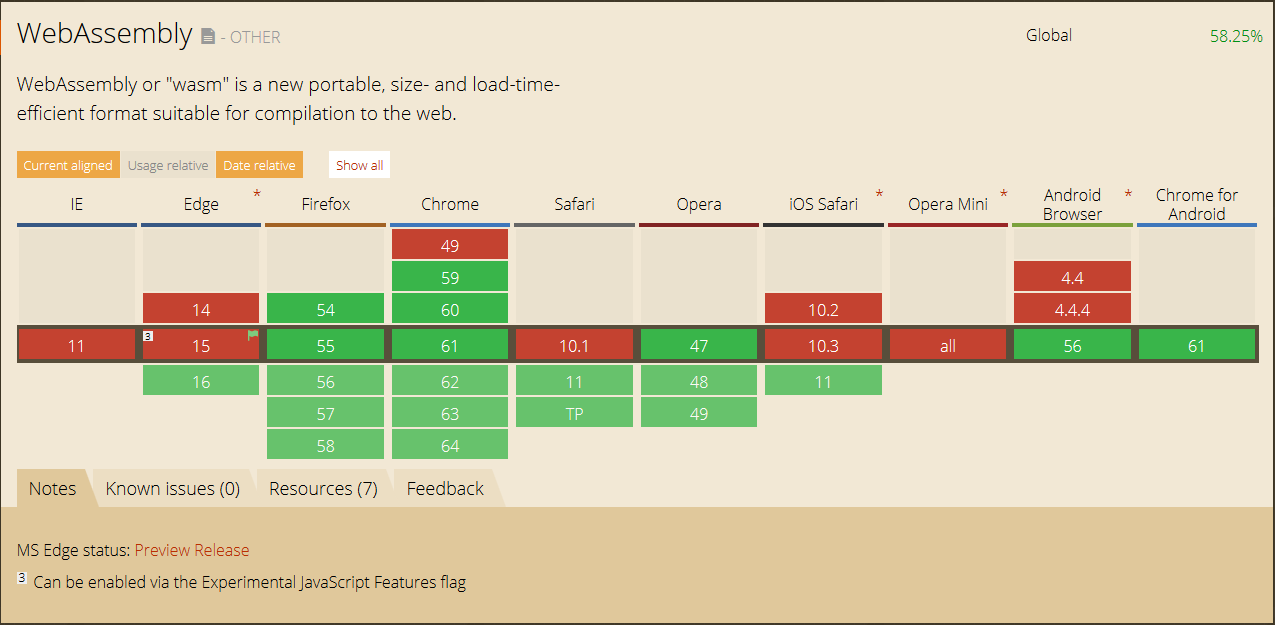 WebAssembly - OTHER
Global 58.25%
WebAssembly or "wasm" is a new portable, size- and load-time-
efficient format suitable for compilation to the web.
Current aligned Usage relative Date relative Show all
IE Edge * Firefox Chrome Safari Opera iOS Safari * Opera Mini * Android Browser * Chrome for Android
49
59 4.4
14 54 60 10.2 4.4.4
11 3 15 55 61 10.1 47 10.3 all 56 61
16 56 62 11 48 11
57 63 TP 49
58 64
Notes Known issues (0) Resources (7) Feedback
MS Edge status: Preview Release
3 Can be enabled via the Experimental JavaScript Features flag